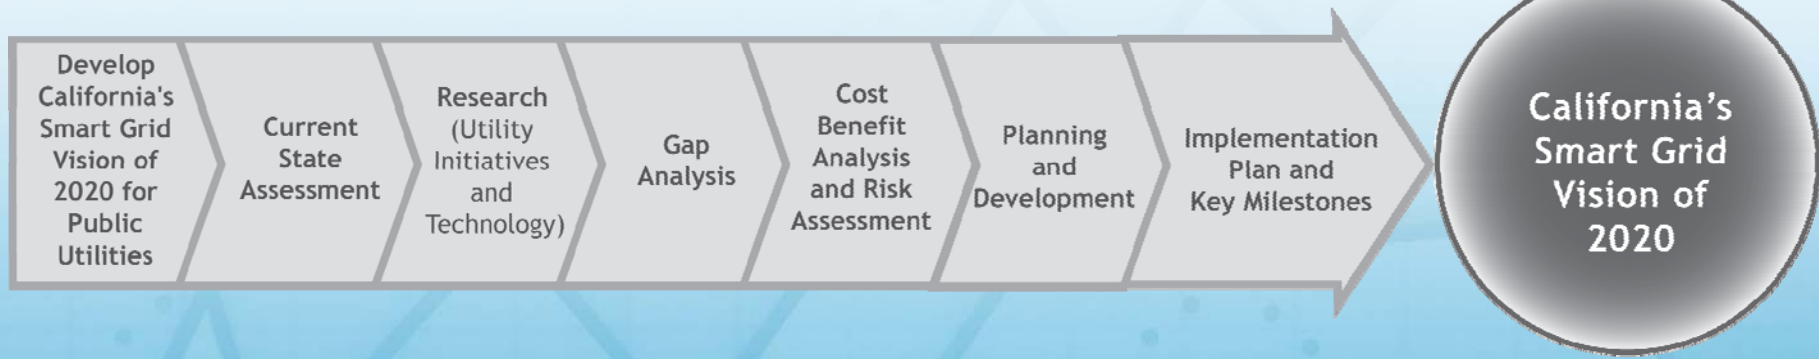 Develop
California's
Smart Grid
Vision of
2020 for
Public
Utilities
Current
State
Assessment
Research
(Utility
Initiatives
and
Technology)
Gap
Analysis
Cost
Benefit
Analysis
and Risk
Assessment
Planning
and
Development
Implementation
Plan and
Key Milestones
California’s
Smart Grid
Vision of
2020